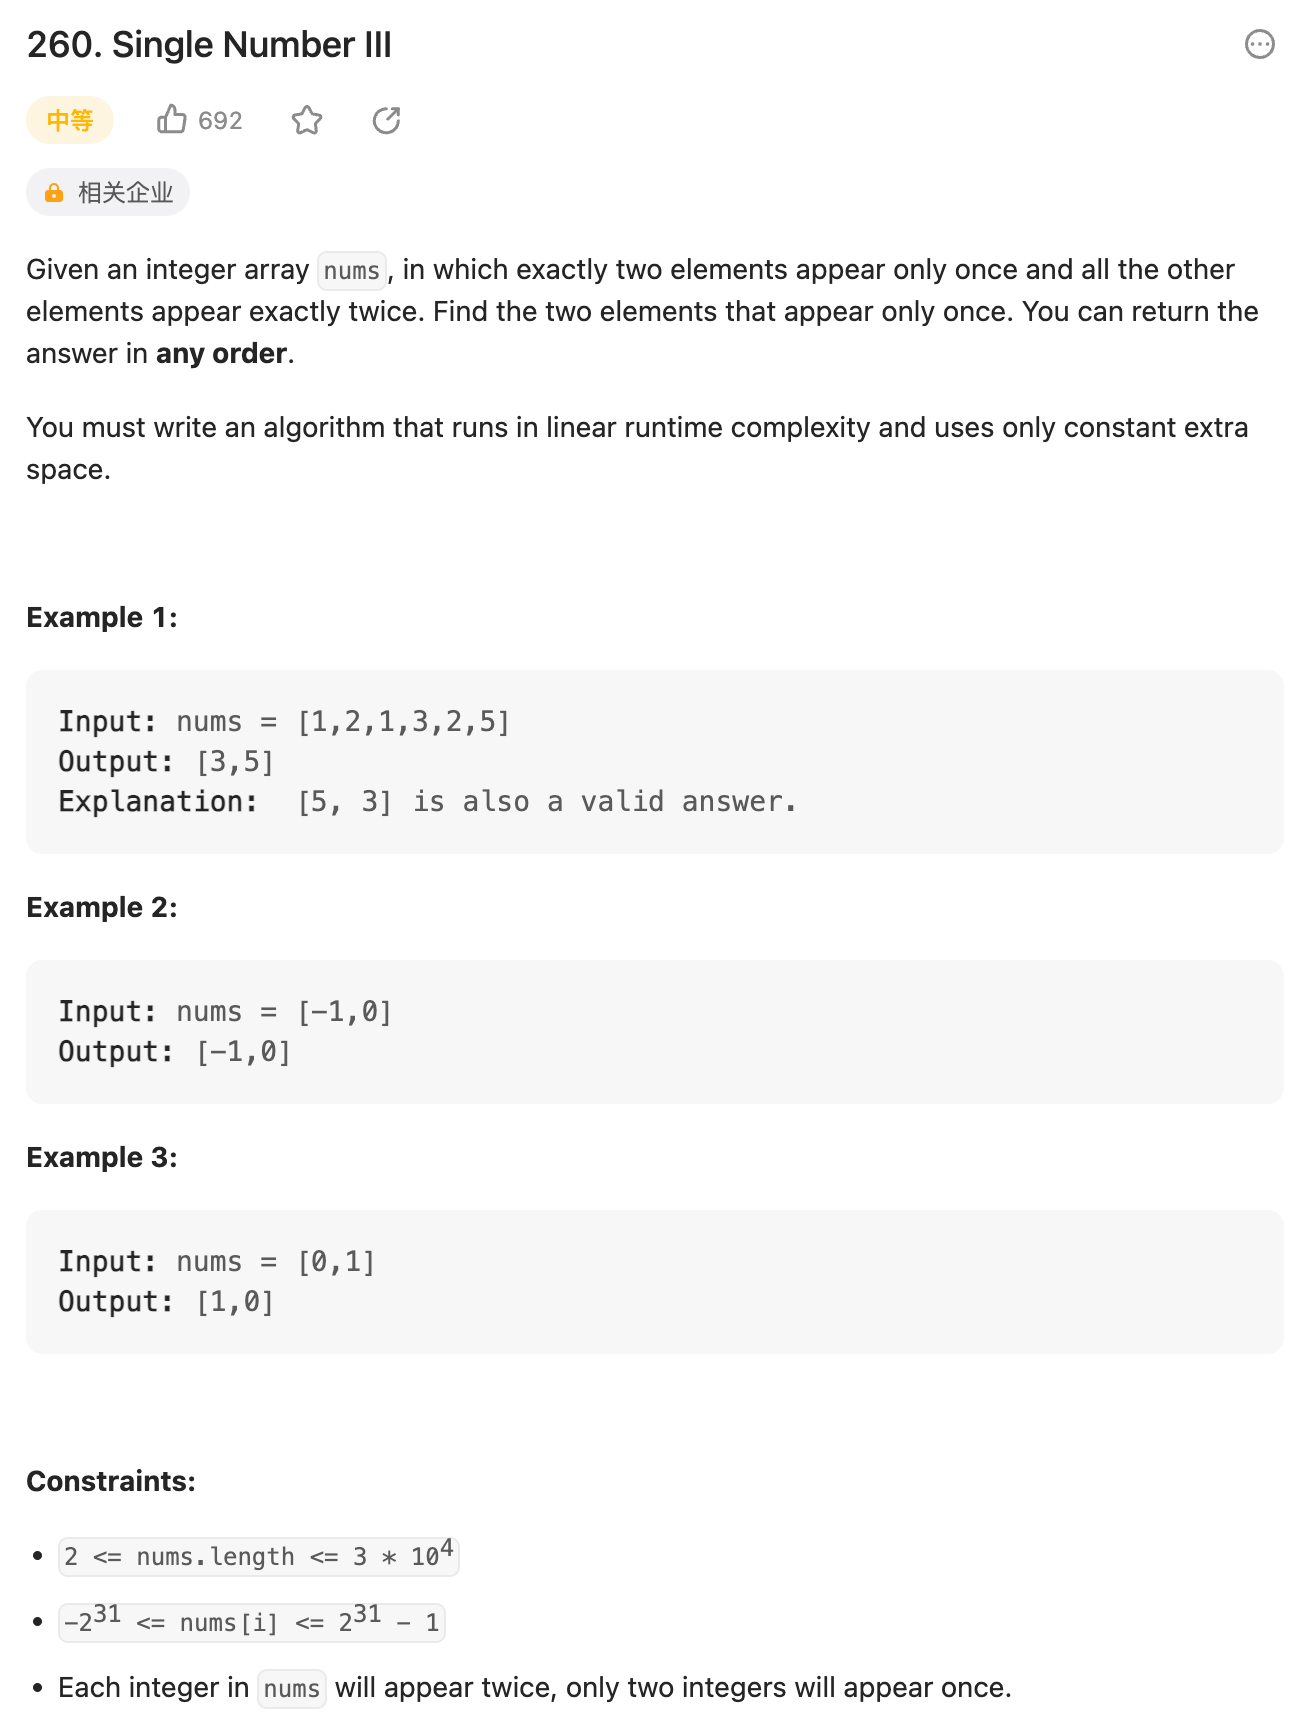 260. Single Number III
中等
692
相关企业
Given an integer array nums, in which exactly two elements appear only once and all the other
elements appear exactly twice. Find the two elements that appear only once. You can return the
answer in any order.
You must write an algorithm that runs in linear runtime complexity and uses only constant extra
space.
Example 1:
Input: nums = [1,2,1,3,2,5]
Output: [3,5]
Explanation:  [5, 3] is also a valid answer.
Example 2:
Input: nums = [-1,0]
Output: [-1,0]
Example 3:
Input: nums = [0,1]
Output: [1,0]
Constraints:
• 2 <= nums.length <= 3 * 10⁴
• -2³¹ <= nums[i] <= 2³¹ - 1
• Each integer in nums will appear twice, only two integers will appear once.